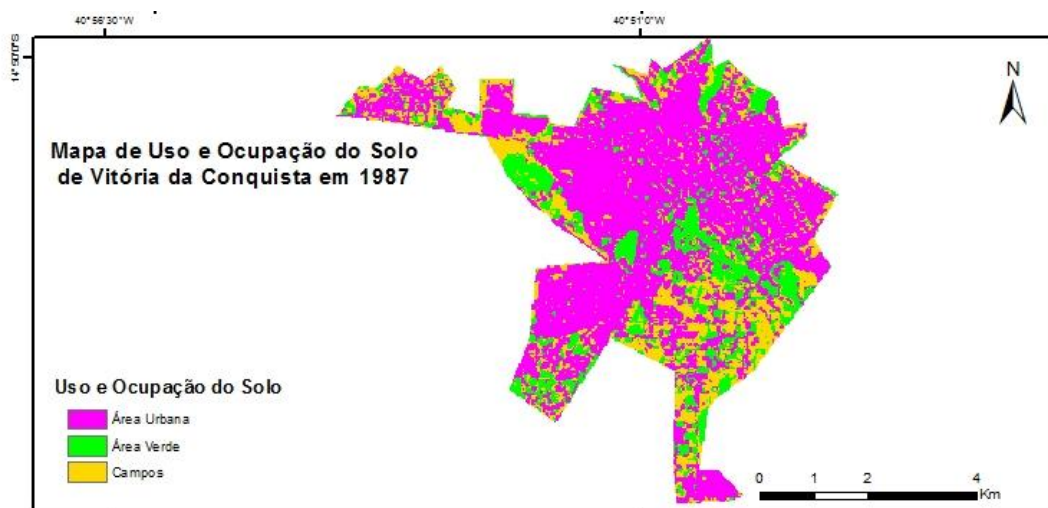 40°56'30"W
40°51'0"W
14°50'0"S
N
Mapa de Uso e Ocupação do Solo
de Vitória da Conquista em 1987
Uso e Ocupação do Solo
Área Urbana
Área Verde
Campos
0 1 2 4
Km